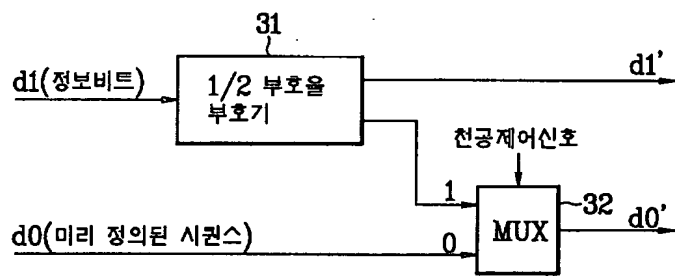 31
d1(정보비트)
1/2 부호율
부호기
d1'
천공제어신호
1
32
MUX
d0'
d0(미리 정의된 시퀀스)
0